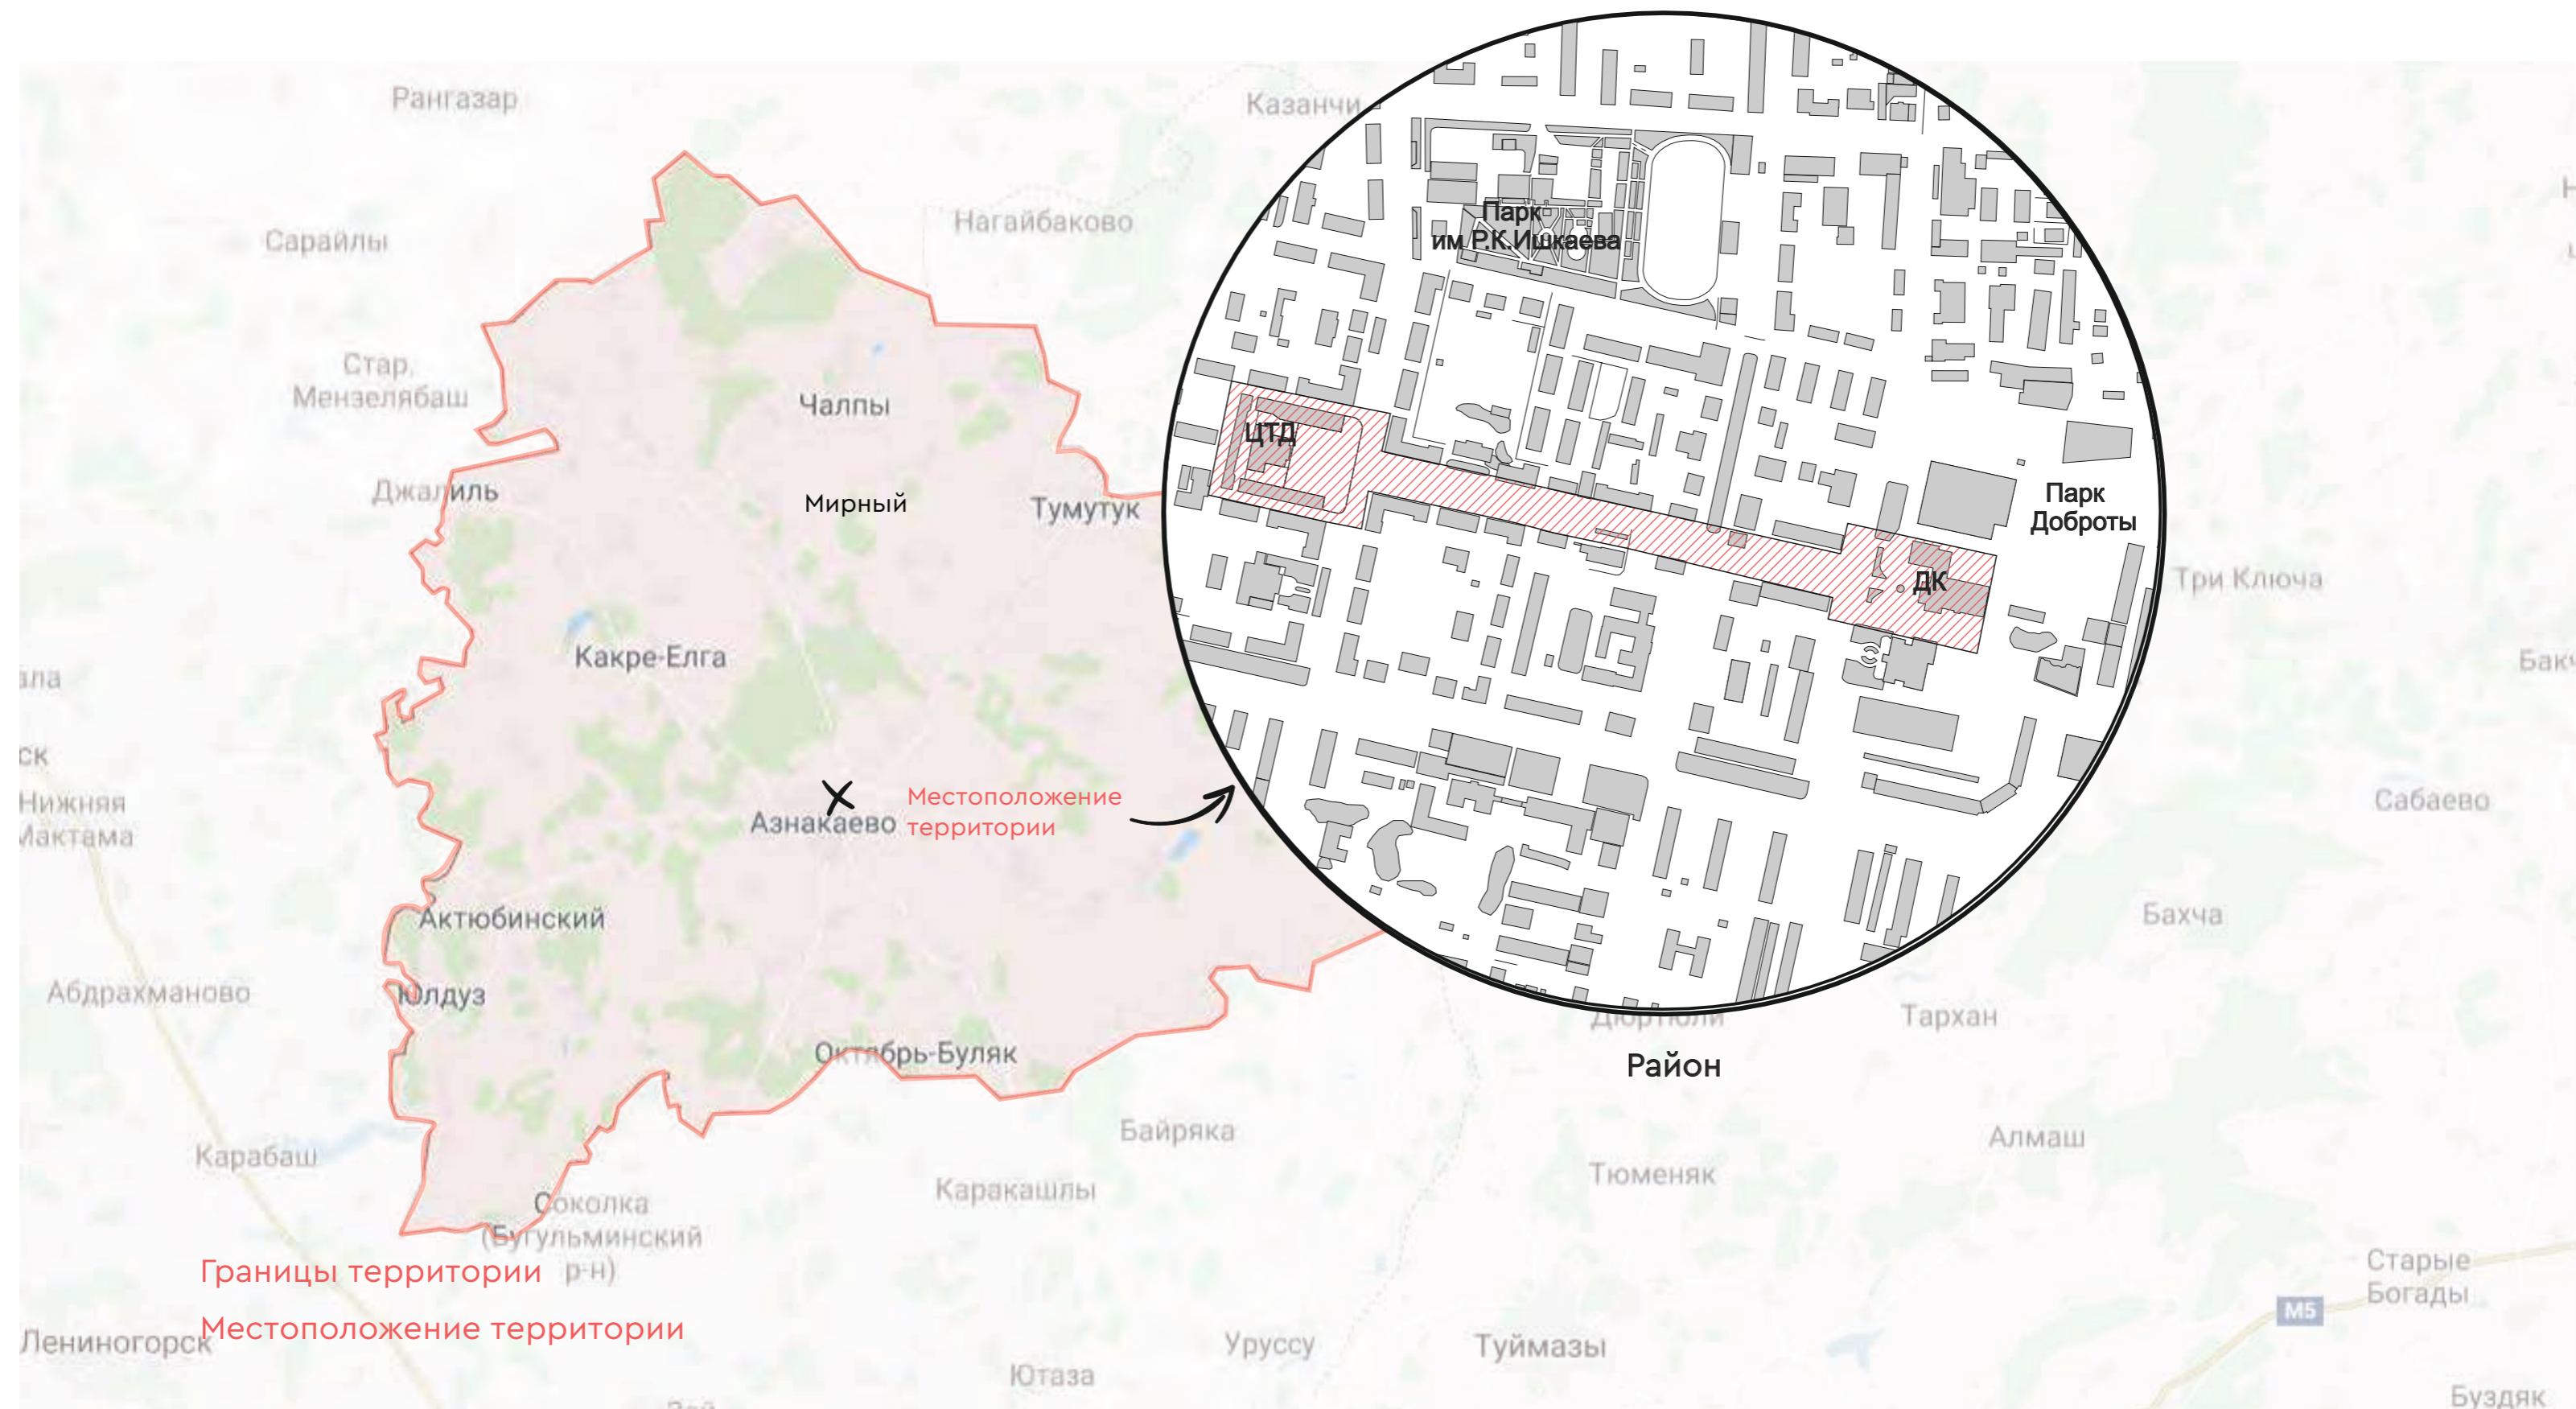 Рангазар
Казанчи
Сарайлы
Нагайбаково
Парк
им Р.К.Ишкаева
Стар.
Мензелябаш
Чалпы
ЦТД
Джалиль
Мирный
Тумутук
Парк
Доброты
ДК
Три Ключа
Какре-Елга
Местоположение
территории
Азнакаево
Нижняя
Мактама
Сабаево
Актюбинский
Бахча
Абдрахманово
Юлдуз
Дюртюли
Тархан
Октябрь-Буляк
Район
Байряка
Алмаш
Карабаш
Тюменяк
Каракашлы
Соколка
(Бугульминский
р-н)
Границы территории
Местоположение территории
Старые
Богады
М5
Лениногорск
Уруссу
Туймазы
Ютаза
Буздяк